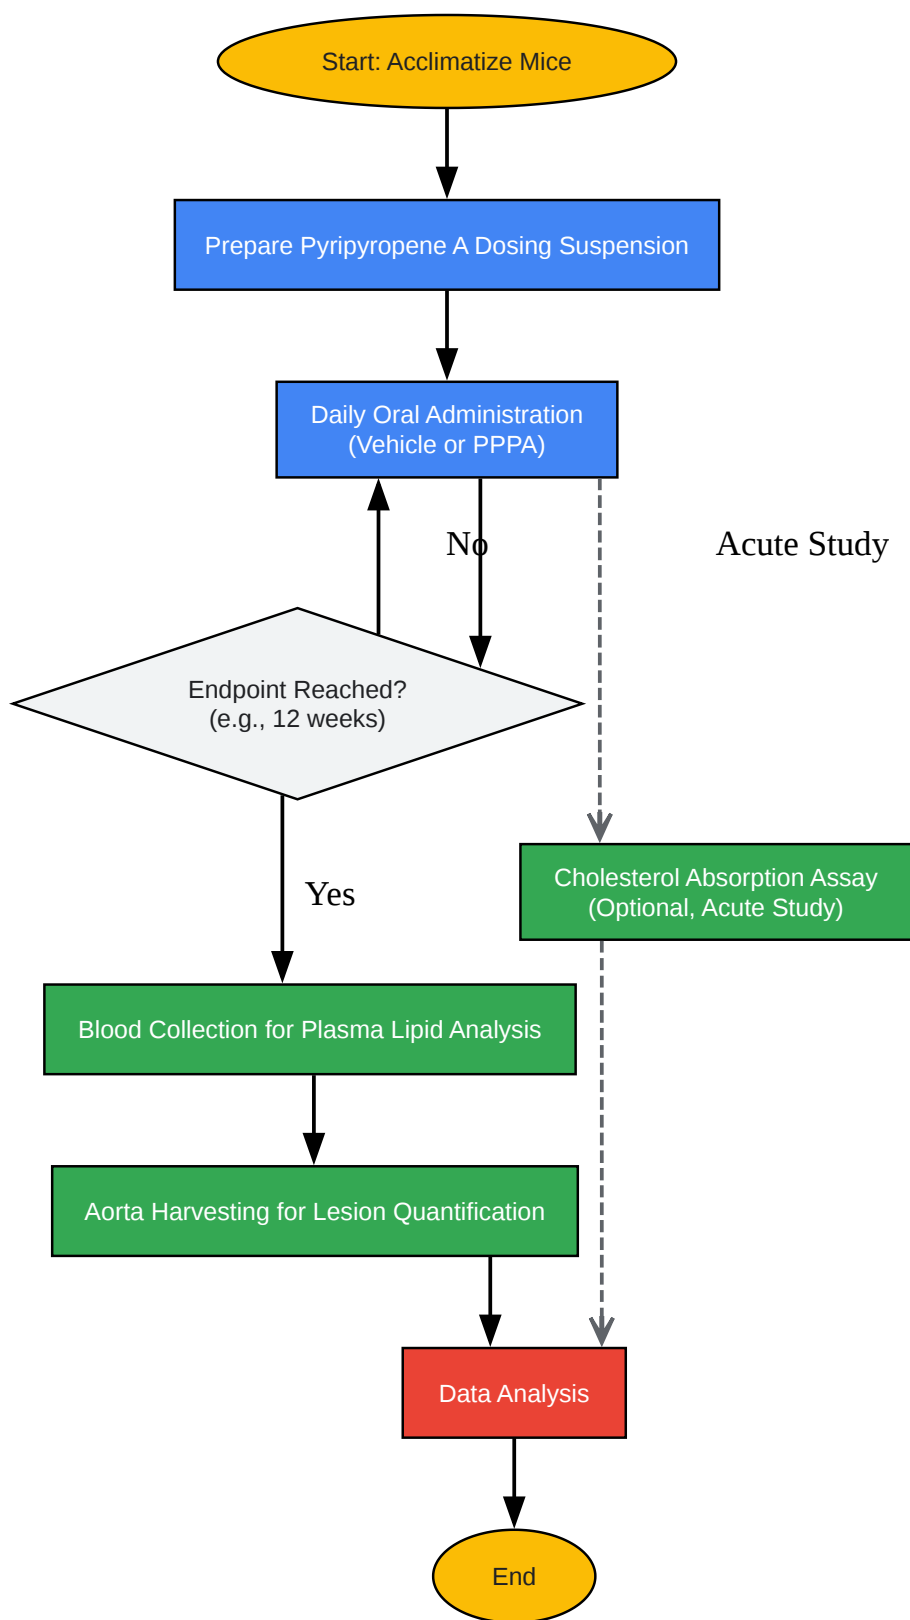 Start: Acclimatize Mice
Prepare Pyripyropene A Dosing Suspension
Daily Oral Administration
(Vehicle or PPPA)
No
Acute Study
Endpoint Reached?
(e.g., 12 weeks)
Cholesterol Absorption Assay
(Optional, Acute Study)
Yes
Blood Collection for Plasma Lipid Analysis
Aorta Harvesting for Lesion Quantification
Data Analysis
End